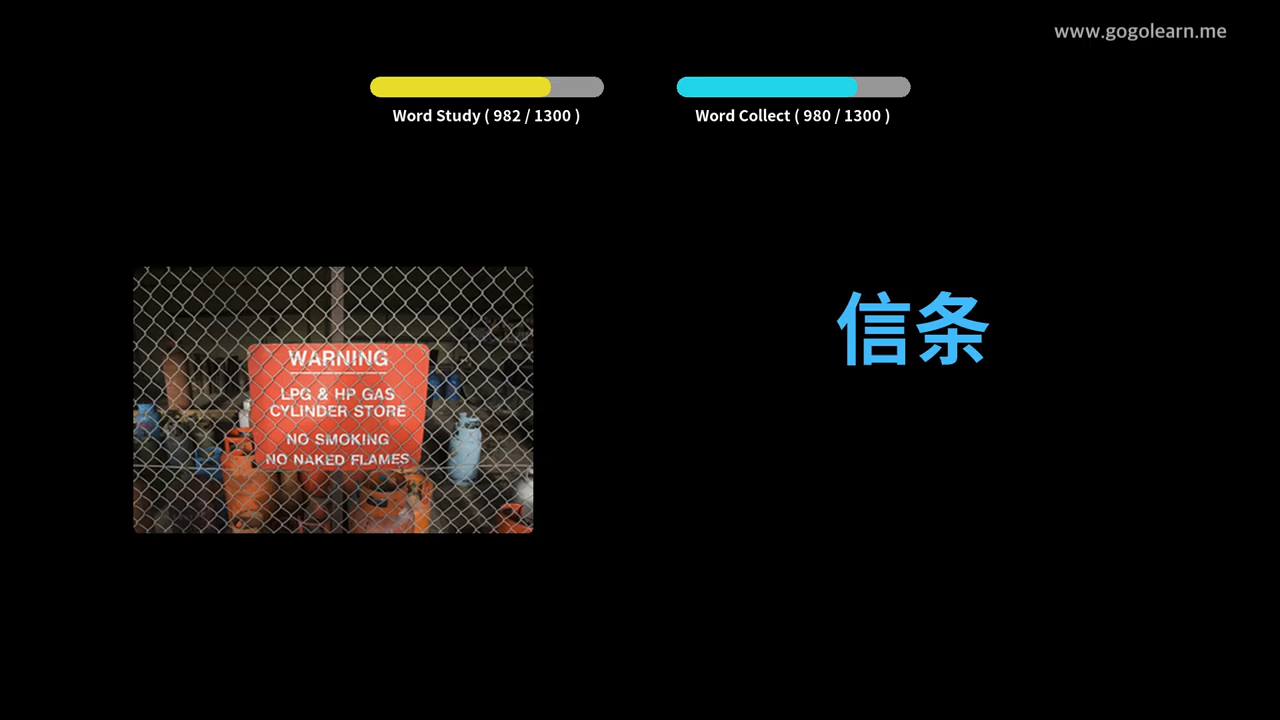 www.gogolearn.me
Word Study ( 982 / 1300 )
Word Collect ( 980 / 1300 )
信条
WARNING
LPG & HP GAS
CYLINDER STORE
NO SMOKING
NO NAKED FLAMES